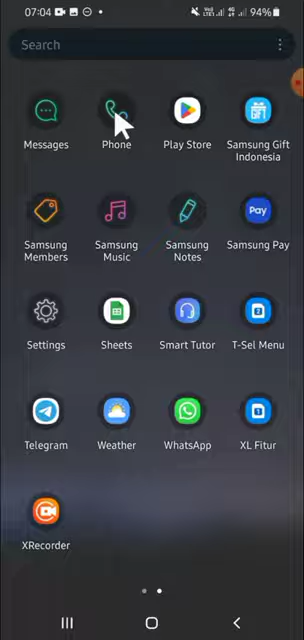 07:04 94%
Search
Messages Phone Play Store Samsung Gift
Indonesia
Samsung Samsung Samsung Samsung Pay
Members Music Notes
Pay
Settings Sheets Smart Tutor T-Sel Menu
Telegram Weather WhatsApp XL Fitur
XRecorder